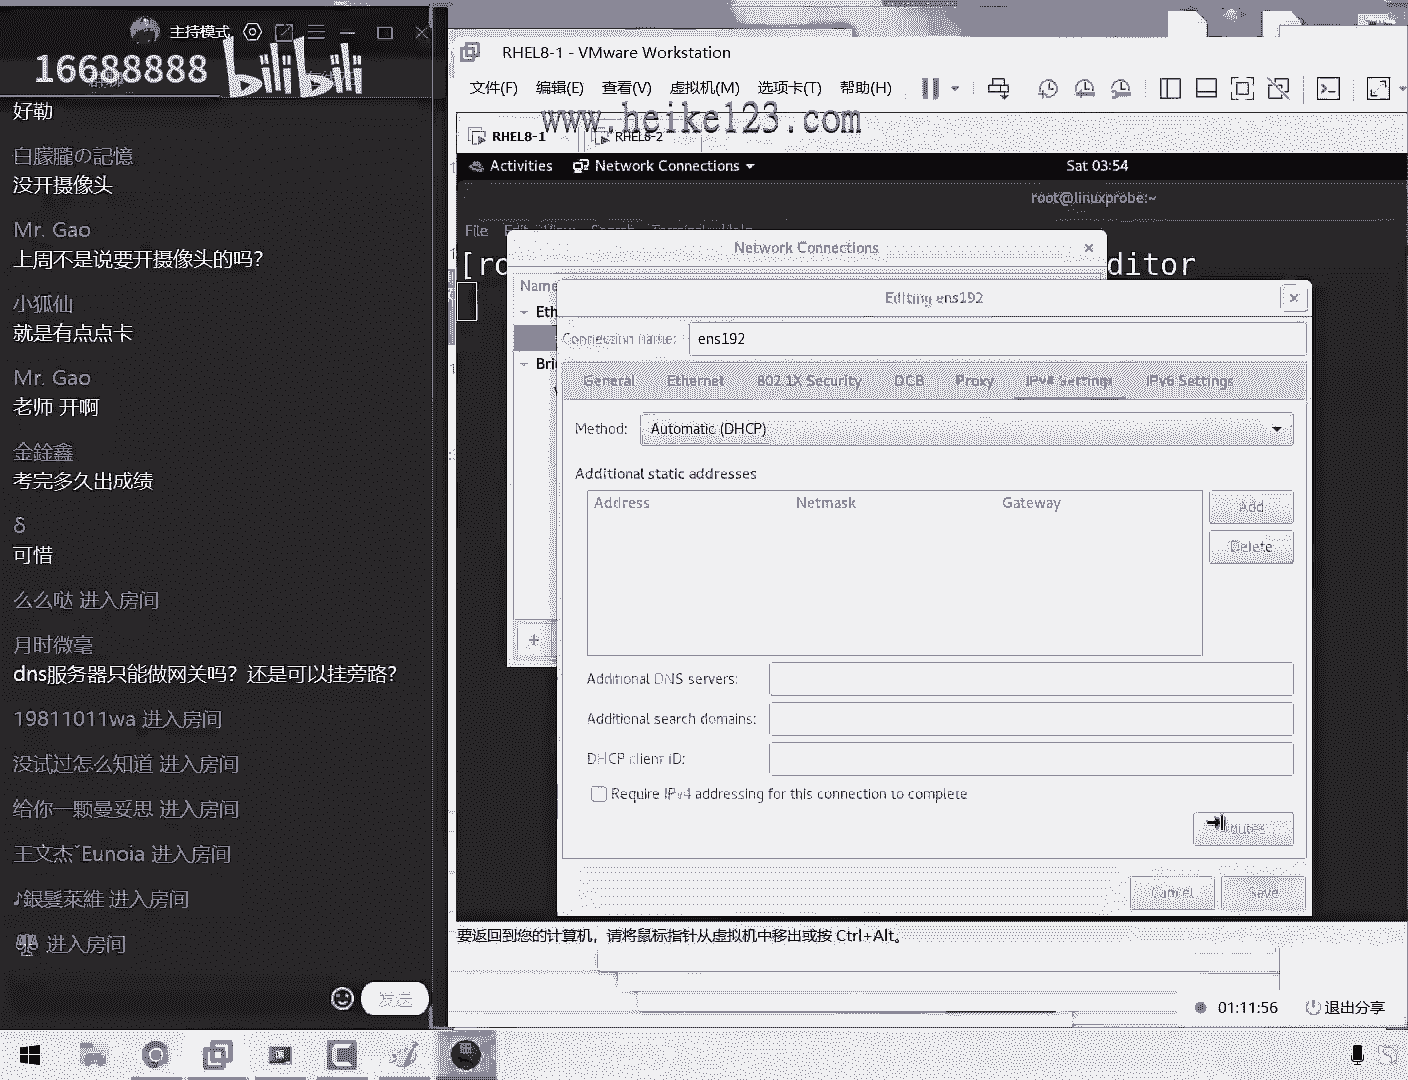 主持模式
16688888 bilibili
好勒
白朦朧の記憶
没开摄像头
Mr. Gao
上周不是说要开摄像头的吗？
小狐仙
就是有点点卡
Mr. Gao
老师 开啊
金銓鑫
考完多久出成绩
δ
可惜
么么哒 进入房间
月时微毫
dns服务器只能做网关吗？还是可以挂旁路？
19811011wa 进入房间
没试过怎么知道 进入房间
给你一颗曼妥思 进入房间
王文杰ˇEunoia 进入房间
♪銀髮萊維 进入房间
进入房间
发送
RHEL8-1 - VMware Workstation
文件(F) 编辑(E) 查看(V) 虚拟机(M) 选项卡(T) 帮助(H)
www.heike123.com
RHEL8-1 RHEL8-2
Activities Network Connections Sat 03:54
root@linuxprobe:~
File Edit View Search Terminal Help
Network Connections
[ro ditor
Name
Editing ens192
Eth
Connection name: ens192
Bri
General Ethernet 802.1X Security DCB Proxy IPv4 Settings IPv6 Settings
Method: Automatic (DHCP)
Additional static addresses
Address Netmask Gateway
Add
Delete
Additional DNS servers:
Additional search domains:
DHCP client ID:
Require IPv4 addressing for this connection to complete
Cancel Save
要返回到您的计算机，请将鼠标指针从虚拟机中移出或按 Ctrl+Alt。
01:11:56 退出分享